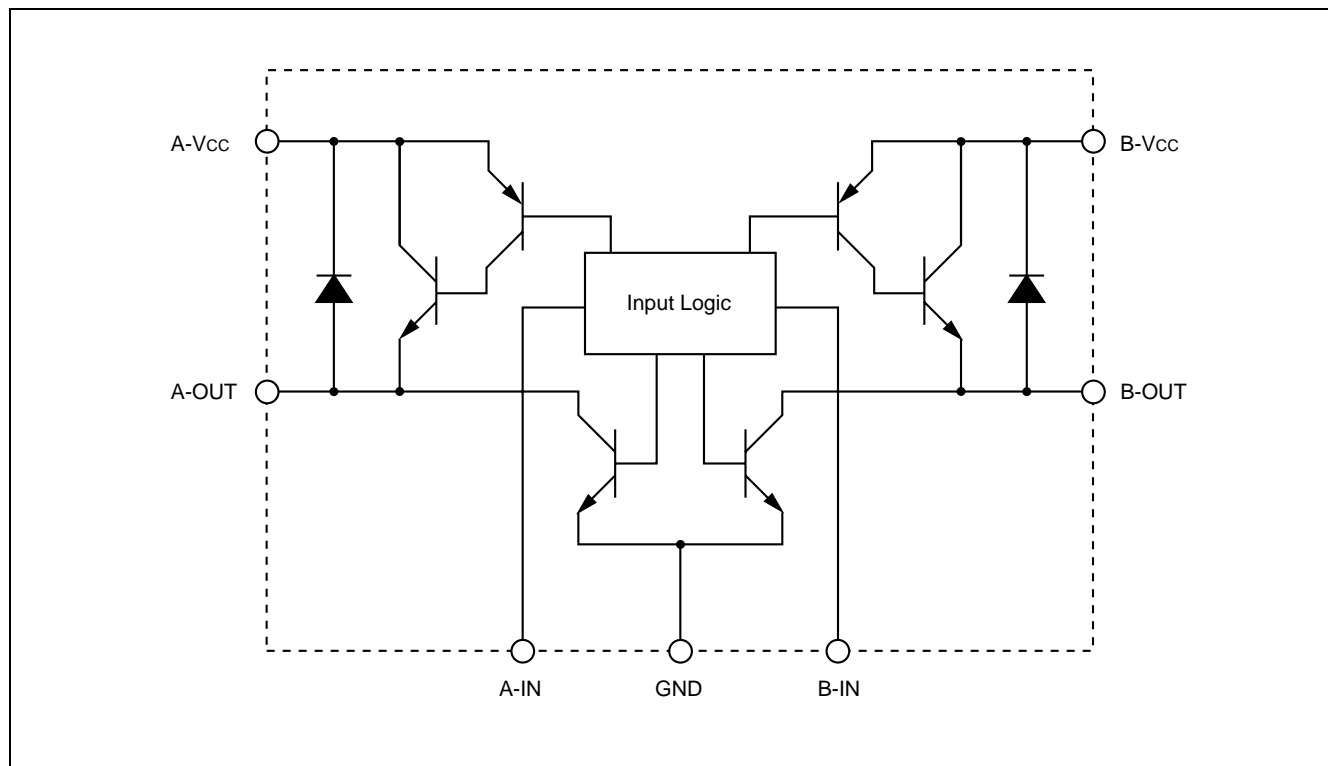 A-Vcc
B-Vcc
Input Logic
A-OUT
B-OUT
A-IN
GND
B-IN